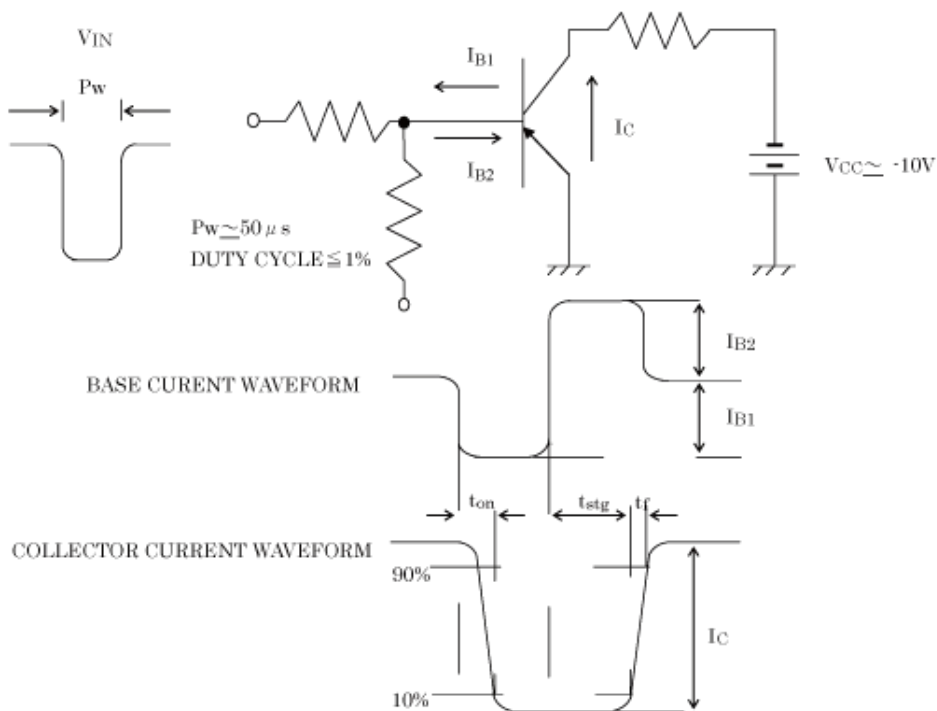 VIN
Pw
IB1
IB2
IC
VCC≃ -10V
Pw≃50μs
DUTY CYCLE≦1%
IB2
BASE CURENT WAVEFORM
IB1
ton
tstg
tf
COLLECTOR CURRENT WAVEFORM
90%
IC
10%